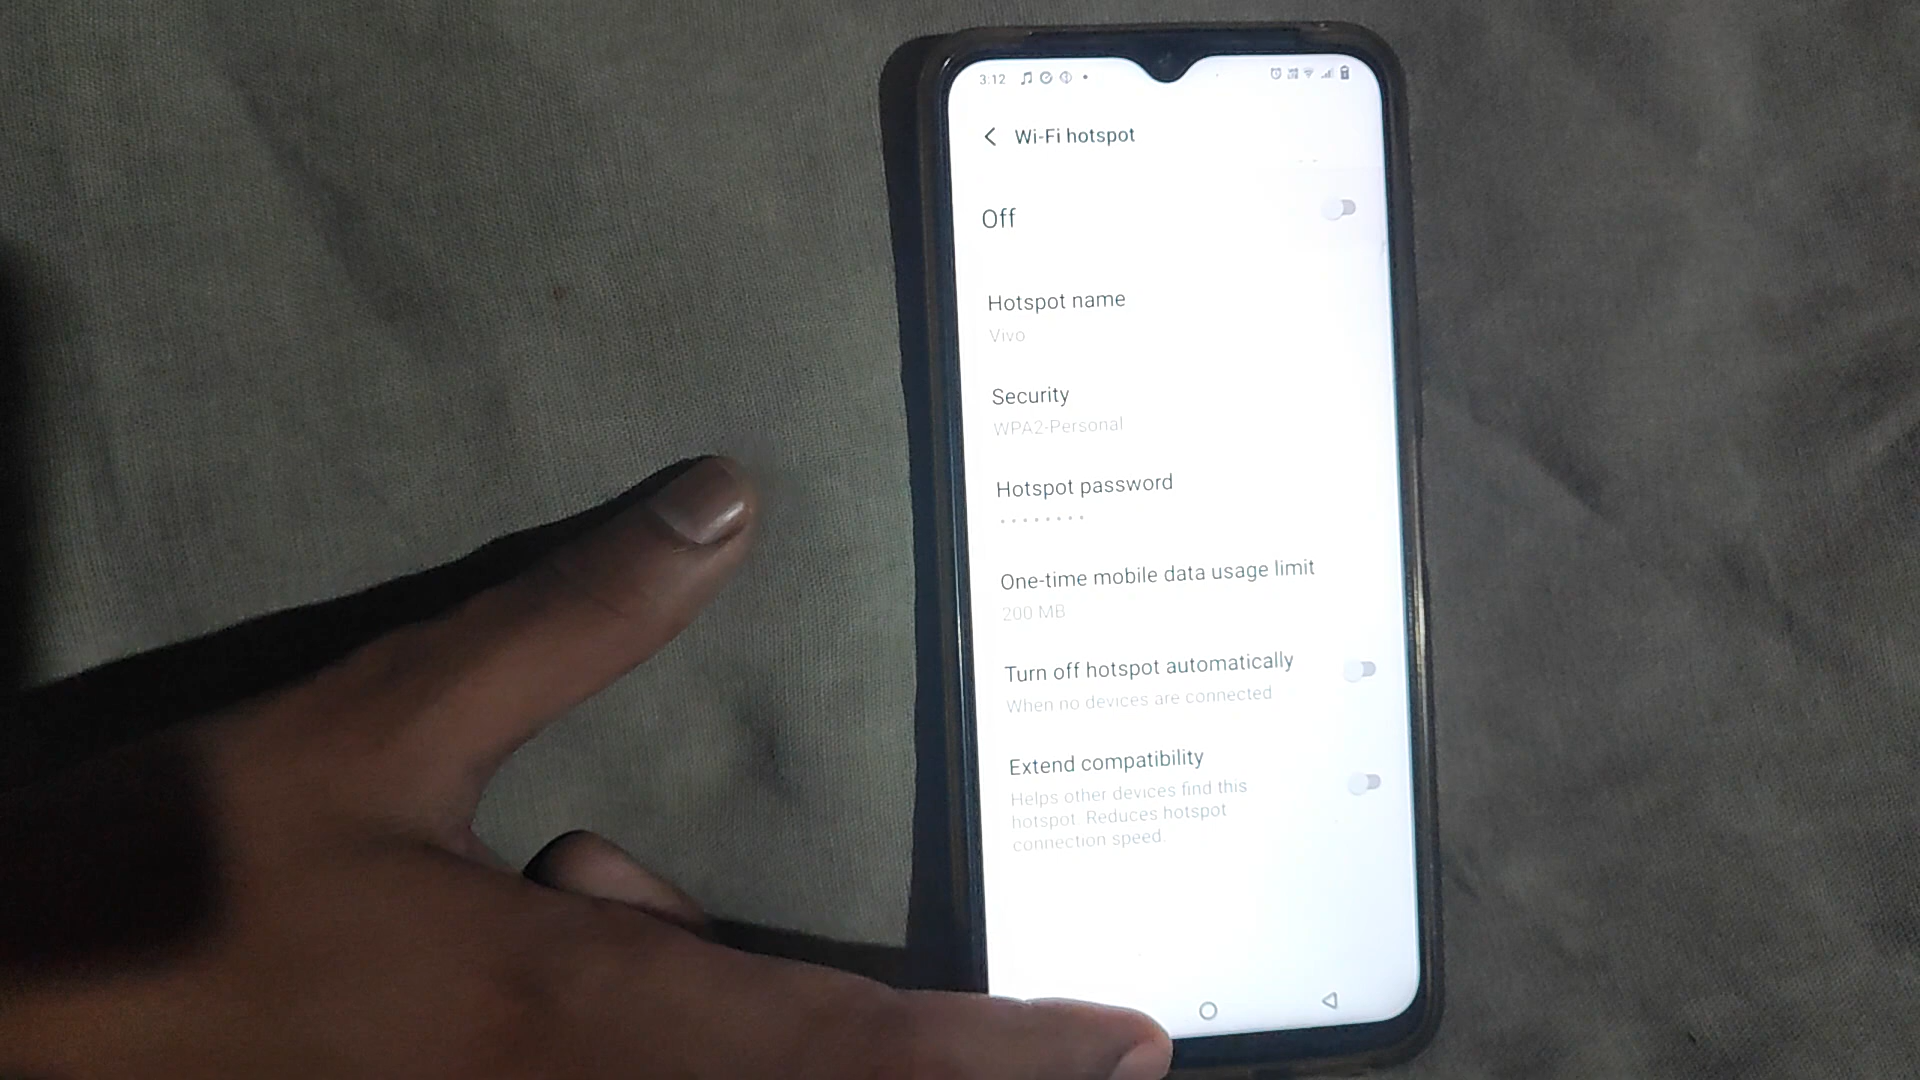 3:12
Wi-Fi hotspot
Off
Hotspot name
Vivo
Security
WPA2-Personal
Hotspot password
••••••••
One-time mobile data usage limit
200 MB
Turn off hotspot automatically
When no devices are connected
Extend compatibility
Helps other devices find this
hotspot. Reduces hotspot
connection speed.